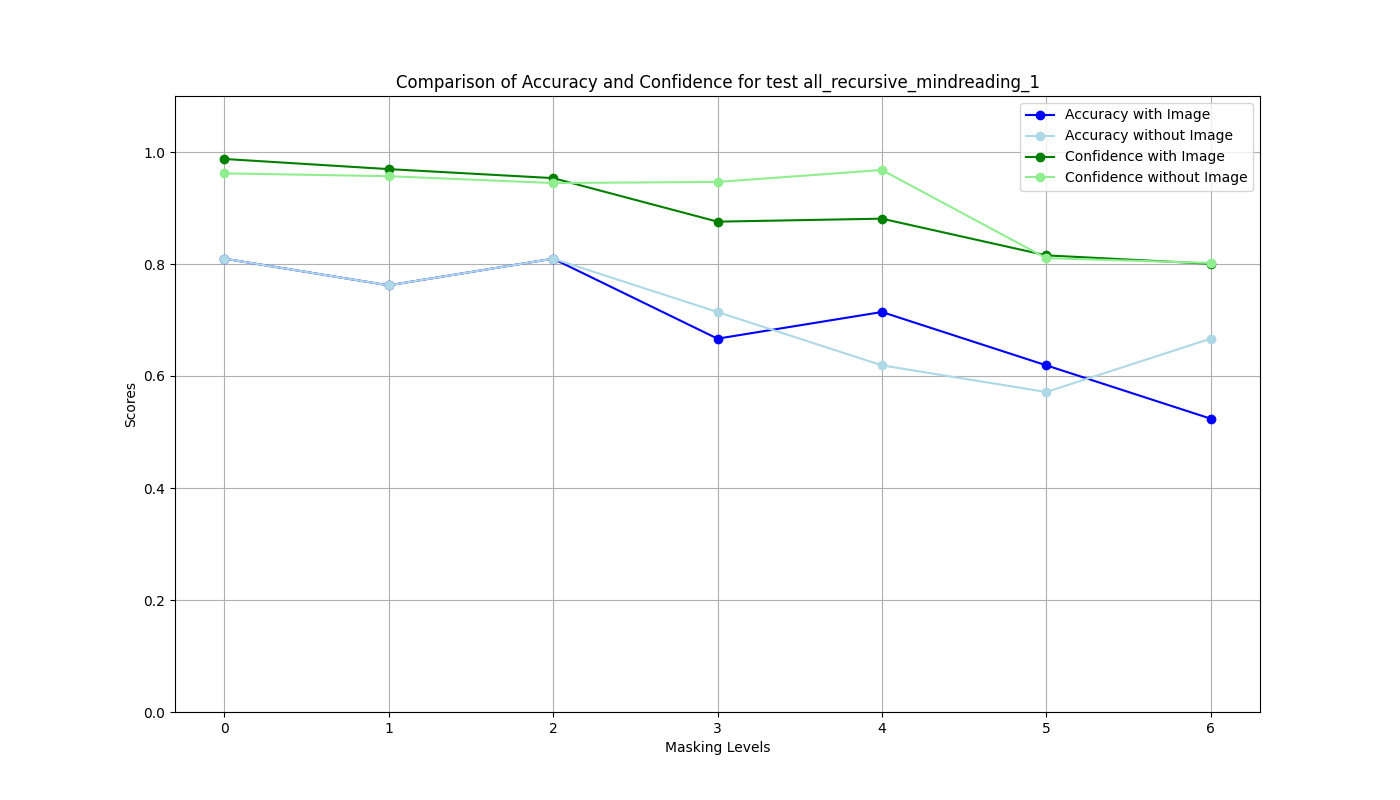 Comparison of Accuracy and Confidence for test all_recursive_mindreading_1
Accuracy with Image
Accuracy without Image
Confidence with Image
Confidence without Image
Scores
1.0
0.8
0.6
0.4
0.2
0.0
0 1 2 3 4 5 6
Masking Levels